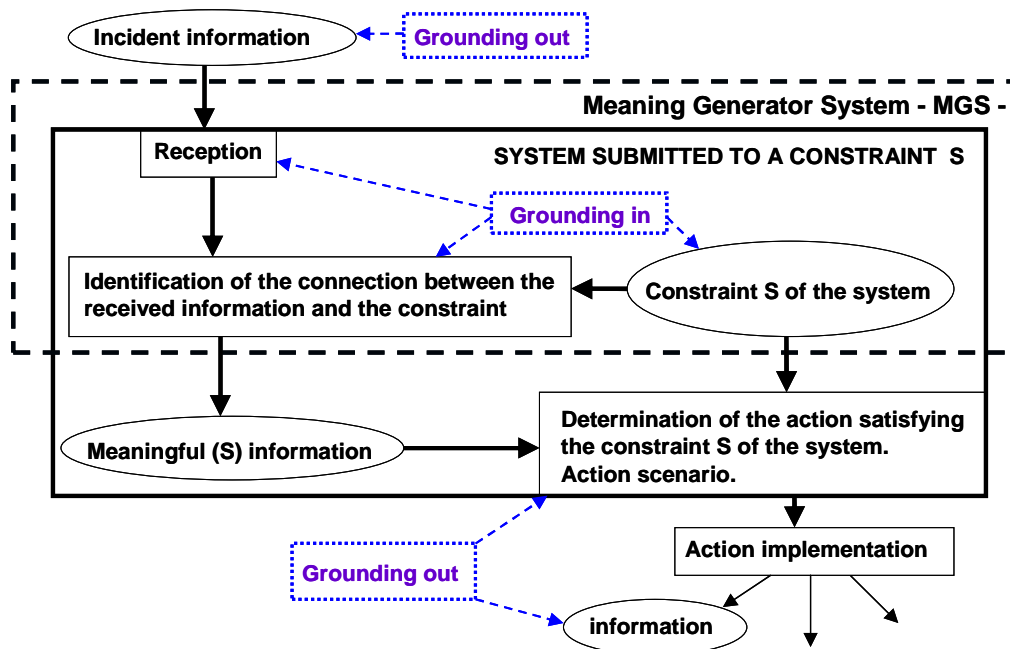 Incident information
Grounding out
Meaning Generator System - MGS -
Reception
SYSTEM SUBMITTED TO A CONSTRAINT S
Grounding in
Identification of the connection between the
received information and the constraint
Constraint S of the system
Determination of the action satisfying
the constraint S of the system.
Action scenario.
Meaningful (S) information
Action implementation
Grounding out
information